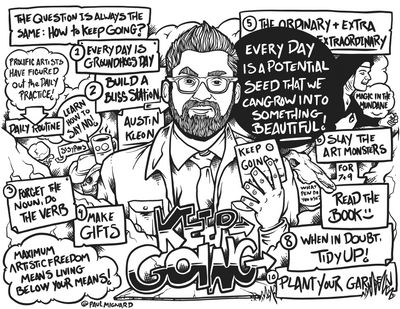 THE QUESTION IS ALWAYS THE
SAME: HOW TO KEEP GOING?
PROLIFIC ARTISTS
HAVE FIGURED
OUT the DAILY
PRACTICE!
1 EVERY DAY IS
GROUNDHOG'S DAY
2 BUILD A
BLISS STATION
DAILY ROUTINE
LEARN
HOW TO
SAY NO!
AUSTIN
KLEON
3 FORGET THE
NOUN, DO
THE VERB
4 MAKE
GIFTS
MAXIMUM
ARTISTIC FREEDOM
MEANS LIVING
BELOW YOUR MEANS!
@PAULMIGNARD
KEEP
GOING.
KEEP
GOING
5 THE ORDINARY + EXTRA
EXTRAORDINARY
EVERY DAY
IS A POTENTIAL
SEED THAT WE
CAN GROW INTO
SOMETHING
BEAUTIFUL!
MAGIC IN THE
MUNDANE
SLAY THE
ART MONSTERS
FOR
7+9
READ THE
BOOK
8 WHEN IN DOUBT,
TIDY UP!
10 PLANT YOUR GARDEN